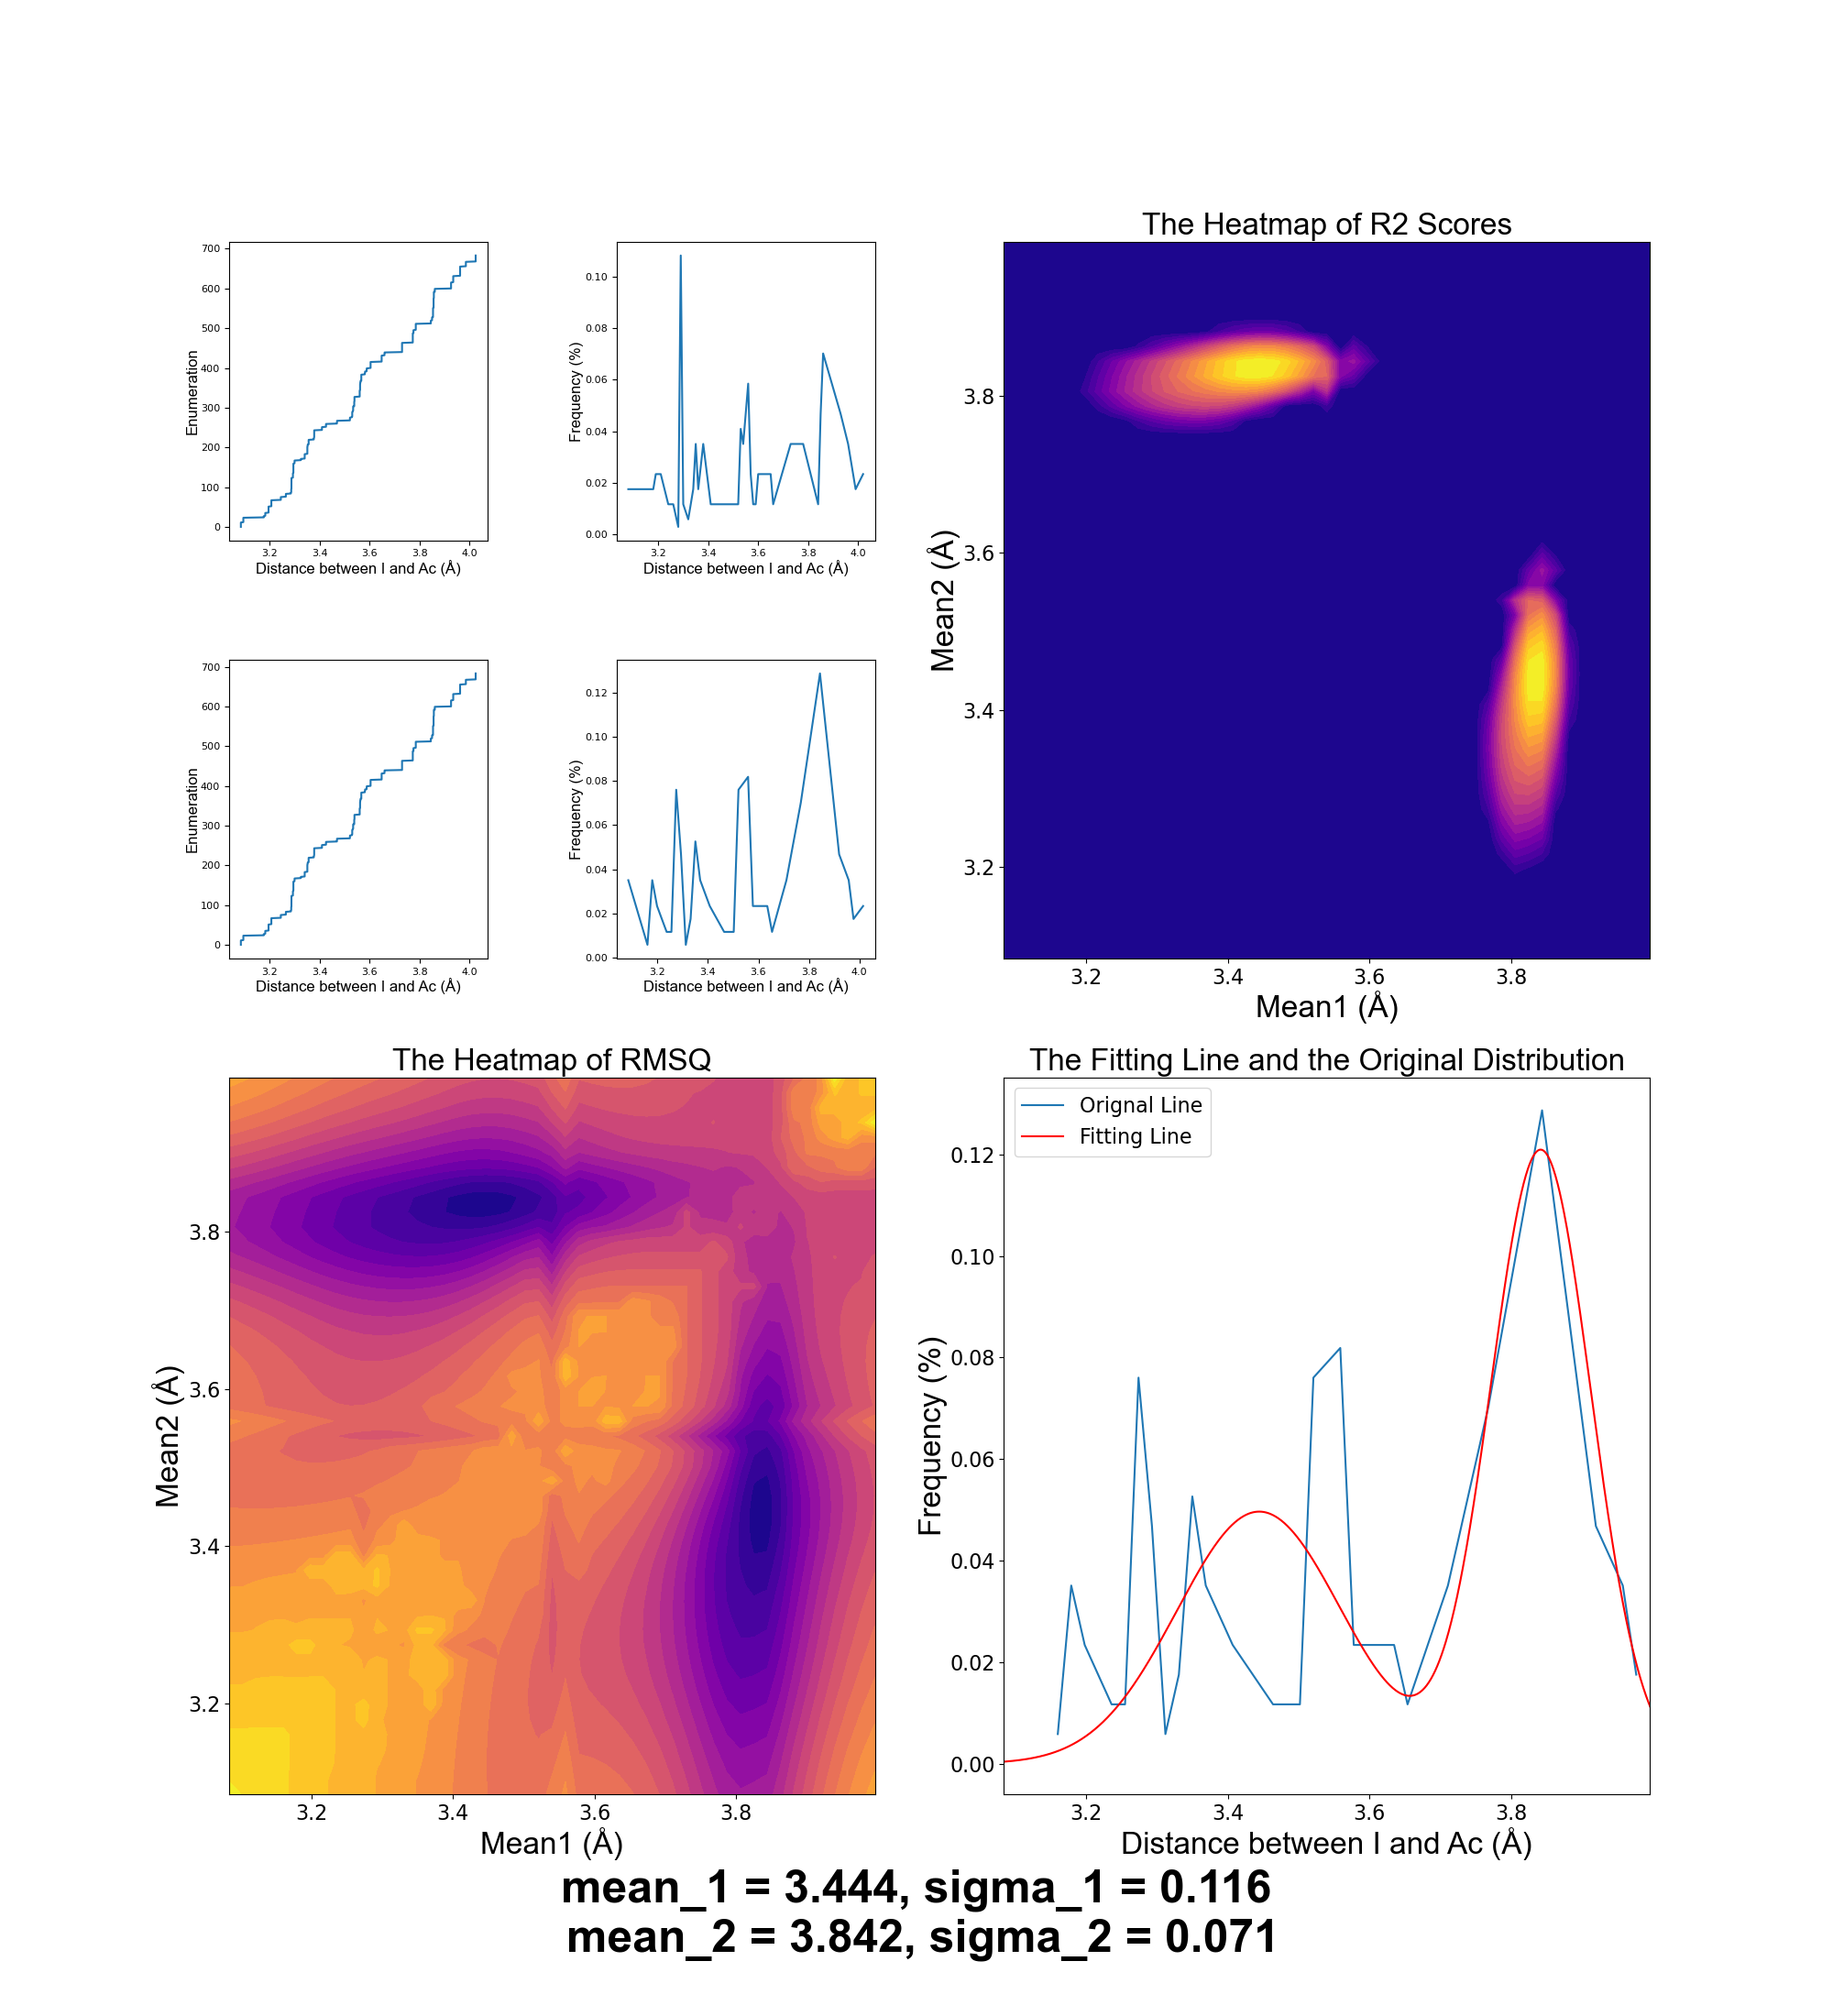 700
600
500
400
300
200
100
0
Enumeration
3.2 3.4 3.6 3.8 4.0
Distance between I and Ac (Å)
0.10
0.08
0.06
0.04
0.02
0.00
Frequency (%)
3.2 3.4 3.6 3.8 4.0
Distance between I and Ac (Å)
The Heatmap of R2 Scores
3.8
3.6
3.4
3.2
Mean2 (Å)
3.2 3.4 3.6 3.8
Mean1 (Å)
700
600
500
400
300
200
100
0
Enumeration
3.2 3.4 3.6 3.8 4.0
Distance between I and Ac (Å)
0.12
0.10
0.08
0.06
0.04
0.02
0.00
Frequency (%)
3.2 3.4 3.6 3.8 4.0
Distance between I and Ac (Å)
The Heatmap of RMSQ
3.8
3.6
3.4
3.2
Mean2 (Å)
3.2 3.4 3.6 3.8
Mean1 (Å)
The Fitting Line and the Original Distribution
Orignal Line
Fitting Line
0.12
0.10
0.08
0.06
0.04
0.02
0.00
Frequency (%)
3.2 3.4 3.6 3.8
Distance between I and Ac (Å)
mean_1 = 3.444, sigma_1 = 0.116
mean_2 = 3.842, sigma_2 = 0.071